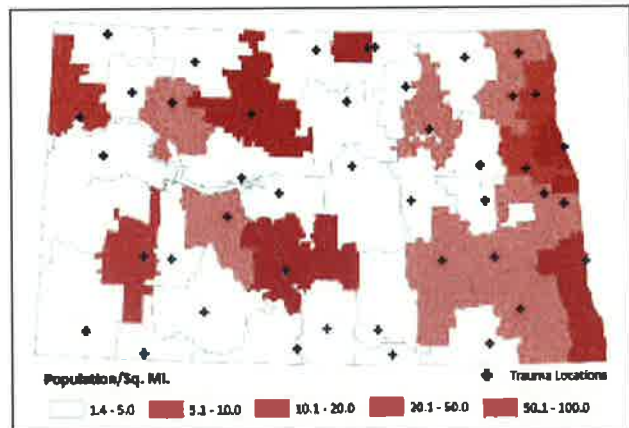 Population/Sq. Mi.
Trauma Locations
1.4 - 5.0
5.1 - 10.0
10.1 - 20.0
20.1 - 50.0
50.1 - 100.0